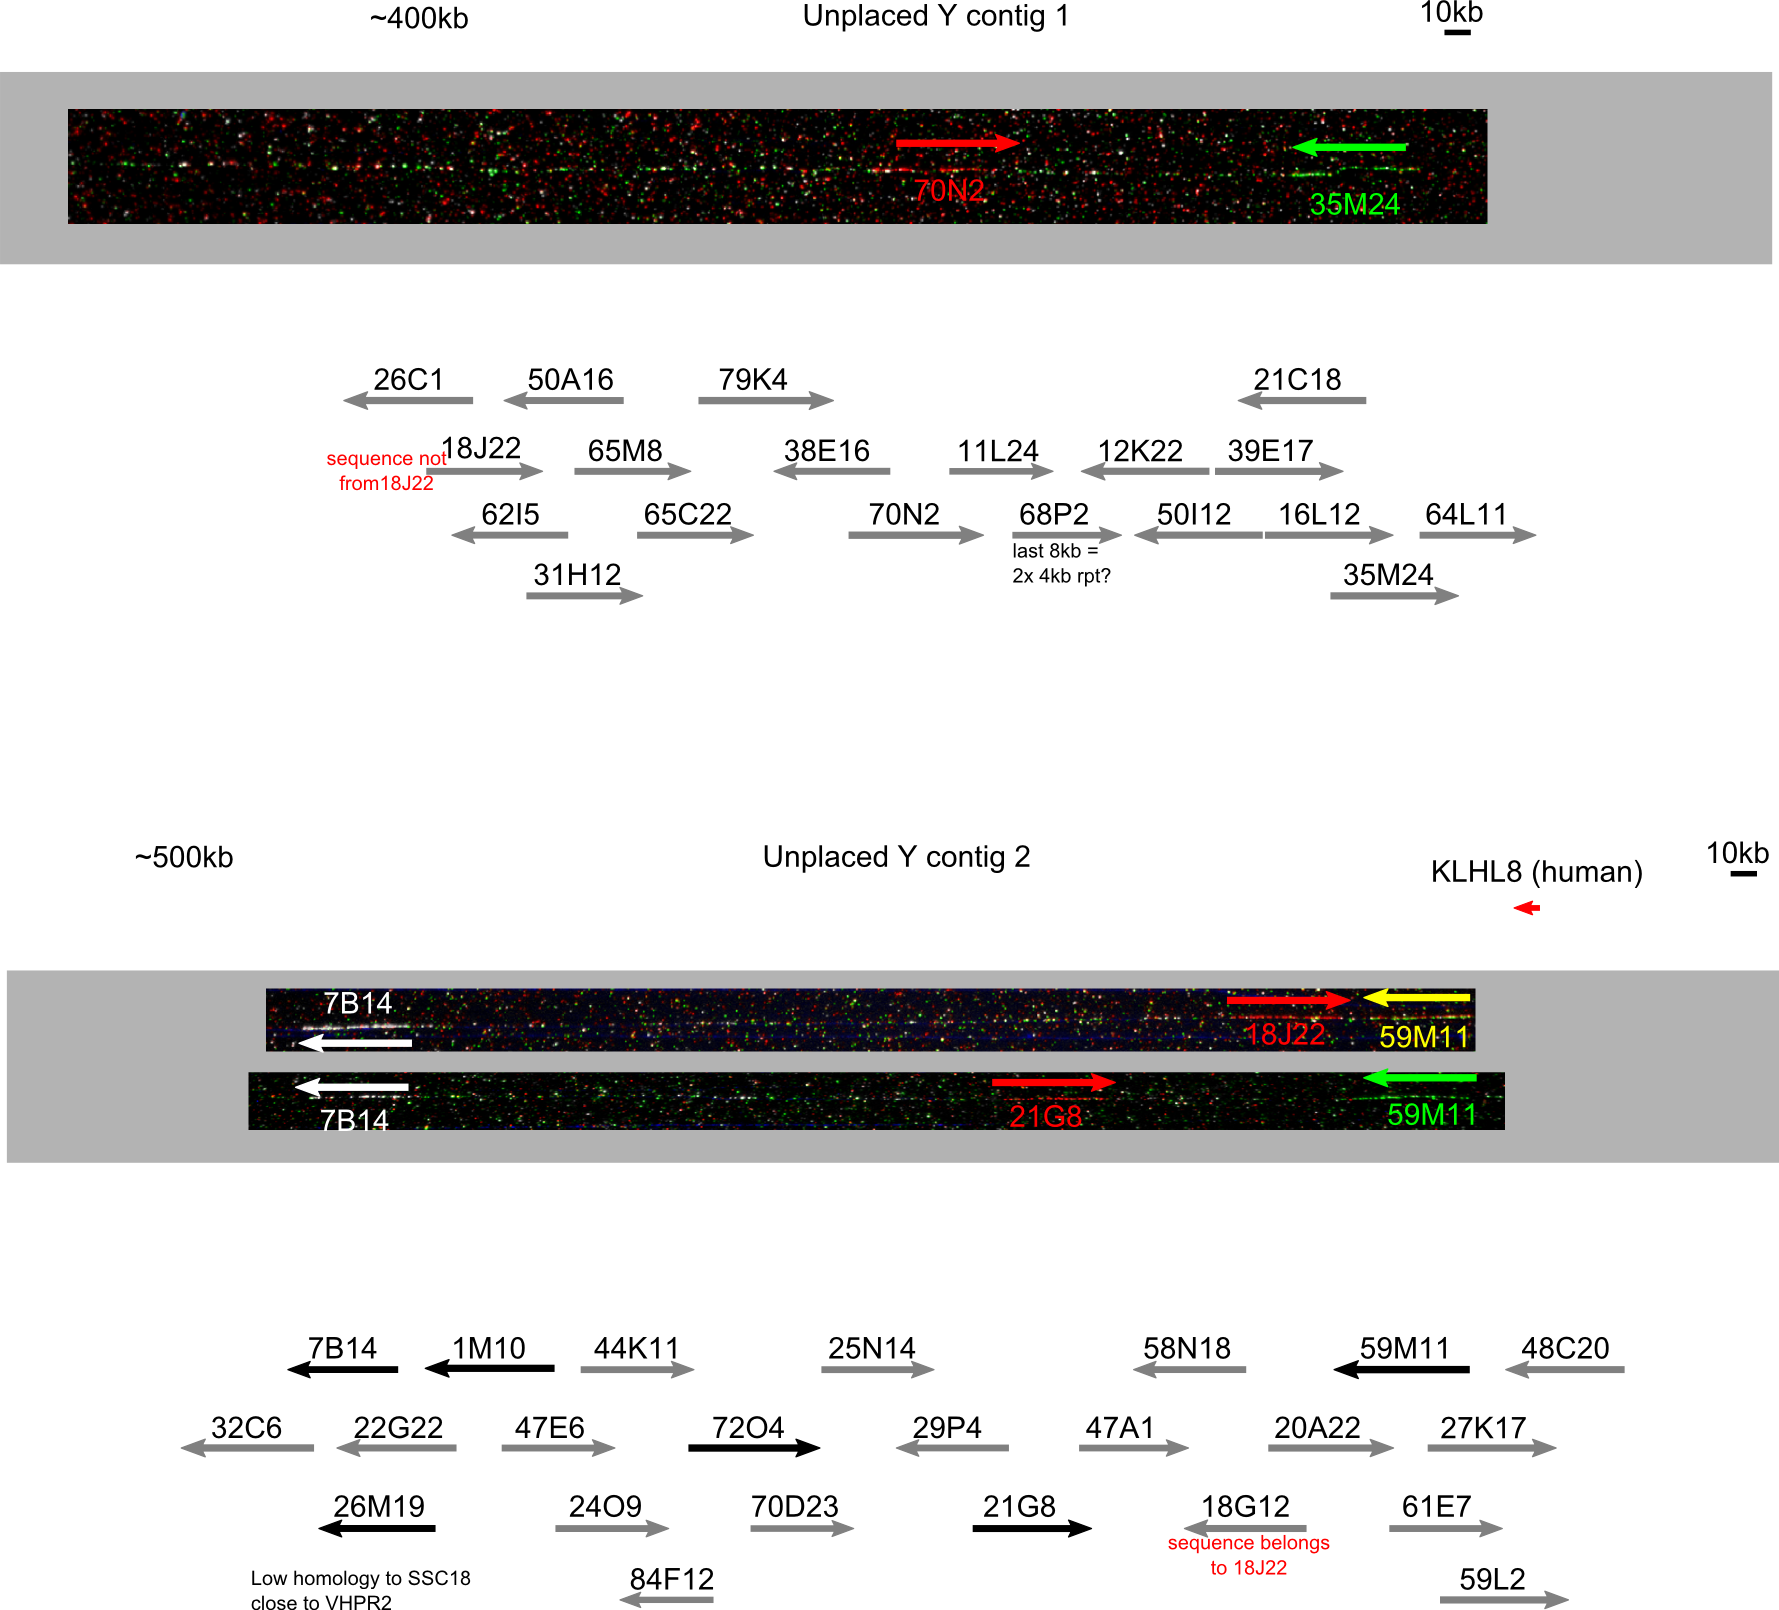 ~400kb
Unplaced Y contig 1
10kb
70N2
35M24
26C1
50A16
79K4
21C18
sequence not
from18J22
18J22
65M8
38E16
11L24
12K22
39E17
62I5
65C22
70N2
68P2
50I12
16L12
64L11
last 8kb =
2x 4kb rpt?
31H12
35M24
~500kb
Unplaced Y contig 2
10kb
KLHL8 (human)
7B14
18J22
59M11
7B14
21G8
59M11
7B14
1M10
44K11
25N14
58N18
59M11
48C20
32C6
22G22
47E6
72O4
29P4
47A1
20A22
27K17
26M19
24O9
70D23
21G8
18G12
61E7
sequence belongs
to 18J22
Low homology to SSC18
close to VHPR2
84F12
59L2